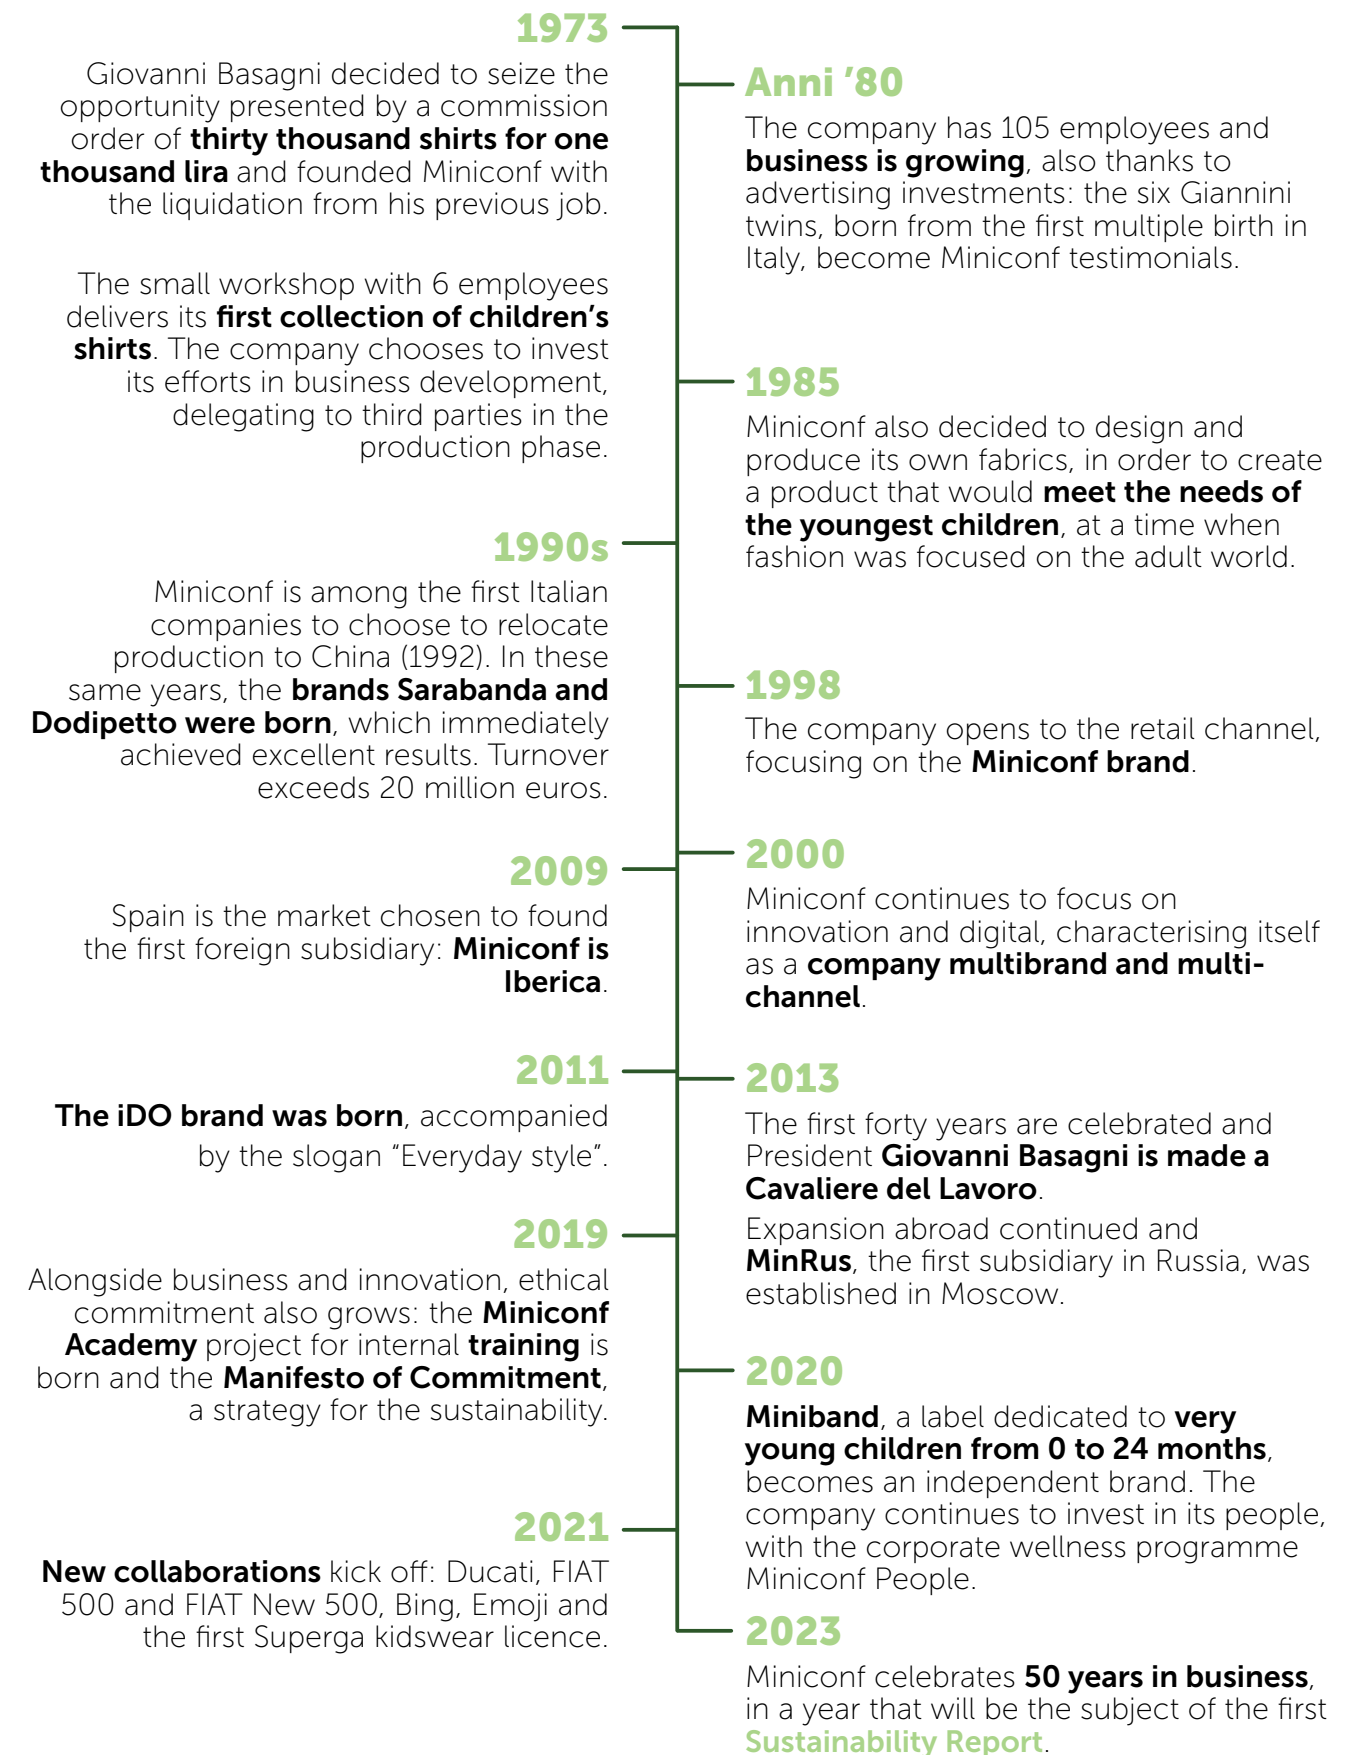 1973
Giovanni Basagni decided to seize the
opportunity presented by a commission
order of thirty thousand shirts for one
thousand lira and founded Miniconf with
the liquidation from his previous job.
The small workshop with 6 employees
delivers its first collection of children’s
shirts. The company chooses to invest
its efforts in business development,
delegating to third parties in the
production phase.
Anni ’80
The company has 105 employees and
business is growing, also thanks to
advertising investments: the six Giannini
twins, born from the first multiple birth in
Italy, become Miniconf testimonials.
1985
Miniconf also decided to design and
produce its own fabrics, in order to create
a product that would meet the needs of
the youngest children, at a time when
fashion was focused on the adult world.
1990s
Miniconf is among the first Italian
companies to choose to relocate
production to China (1992). In these
same years, the brands Sarabanda and
Dodipetto were born, which immediately
achieved excellent results. Turnover
exceeds 20 million euros.
1998
The company opens to the retail channel,
focusing on the Miniconf brand.
2000
Miniconf continues to focus on
innovation and digital, characterising itself
as a company multibrand and multi-
channel.
2009
Spain is the market chosen to found
the first foreign subsidiary: Miniconf is
Iberica.
2011
The iDO brand was born, accompanied
by the slogan “Everyday style”.
2013
The first forty years are celebrated and
President Giovanni Basagni is made a
Cavaliere del Lavoro.
Expansion abroad continued and
MinRus, the first subsidiary in Russia, was
established in Moscow.
2019
Alongside business and innovation, ethical
commitment also grows: the Miniconf
Academy project for internal training is
born and the Manifesto of Commitment,
a strategy for the sustainability.
2020
Miniband, a label dedicated to very
young children from 0 to 24 months,
becomes an independent brand. The
company continues to invest in its people,
with the corporate wellness programme
Miniconf People.
2021
New collaborations kick off: Ducati, FIAT
500 and FIAT New 500, Bing, Emoji and
the first Superga kidswear licence.
2023
Miniconf celebrates 50 years in business,
in a year that will be the subject of the first
Sustainability Report.